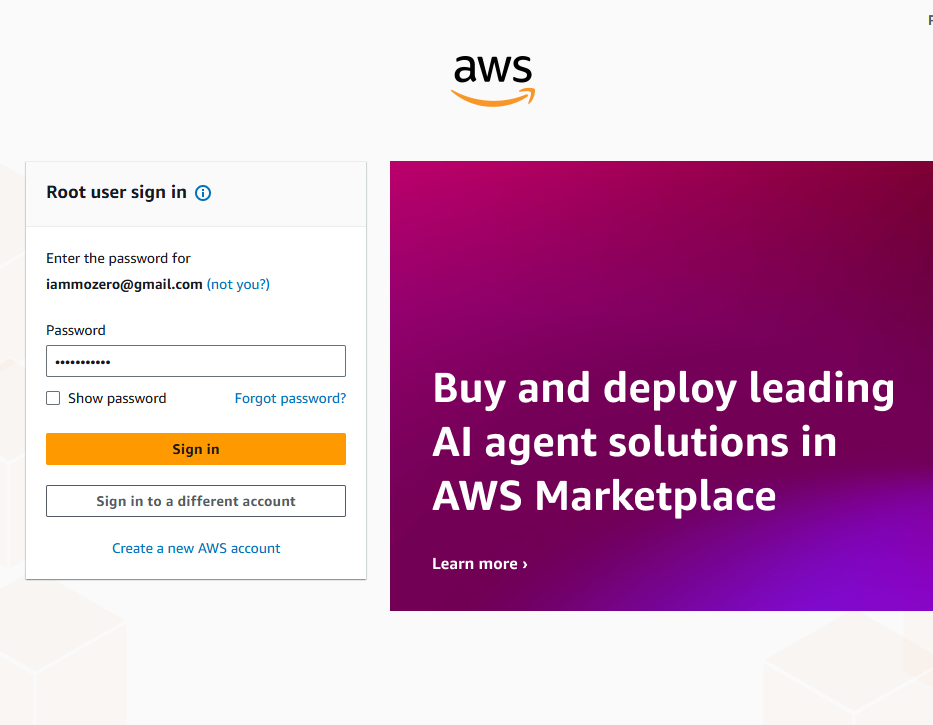 aws
Root user sign in
Enter the password for
iammozero@gmail.com (not you?)
Password
•••••••••••
Show password
Forgot password?
Sign in
Sign in to a different account
Create a new AWS account
Buy and deploy leading
AI agent solutions in
AWS Marketplace
Learn more ›